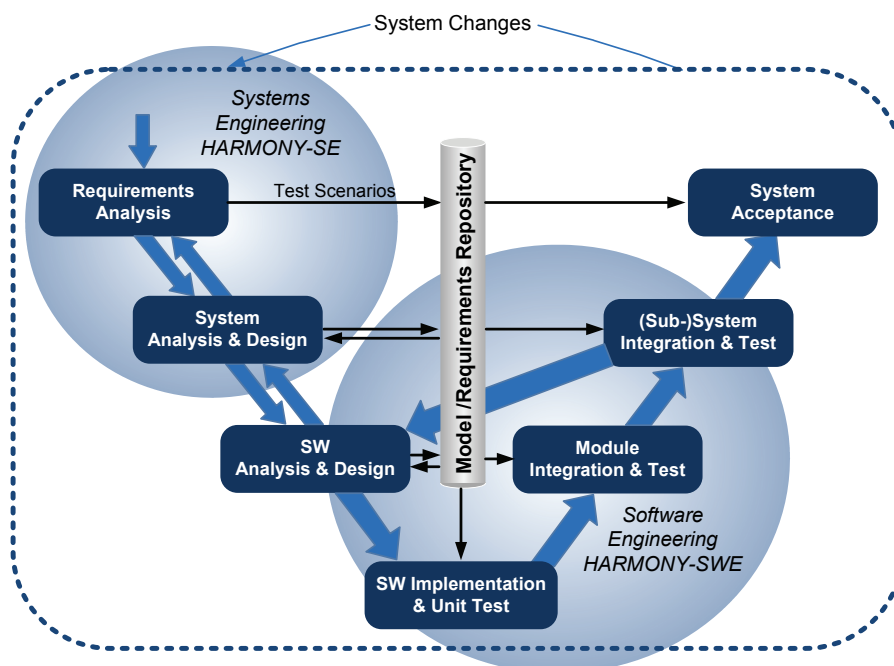 System Changes
Systems
Engineering
HARMONY-SE
Requirements
Analysis
Test Scenarios
Model /Requirements Repository
System
Acceptance
System
Analysis & Design
(Sub-)System
Integration & Test
SW
Analysis & Design
Module
Integration & Test
Software
Engineering
HARMONY-SWE
SW Implementation
& Unit Test